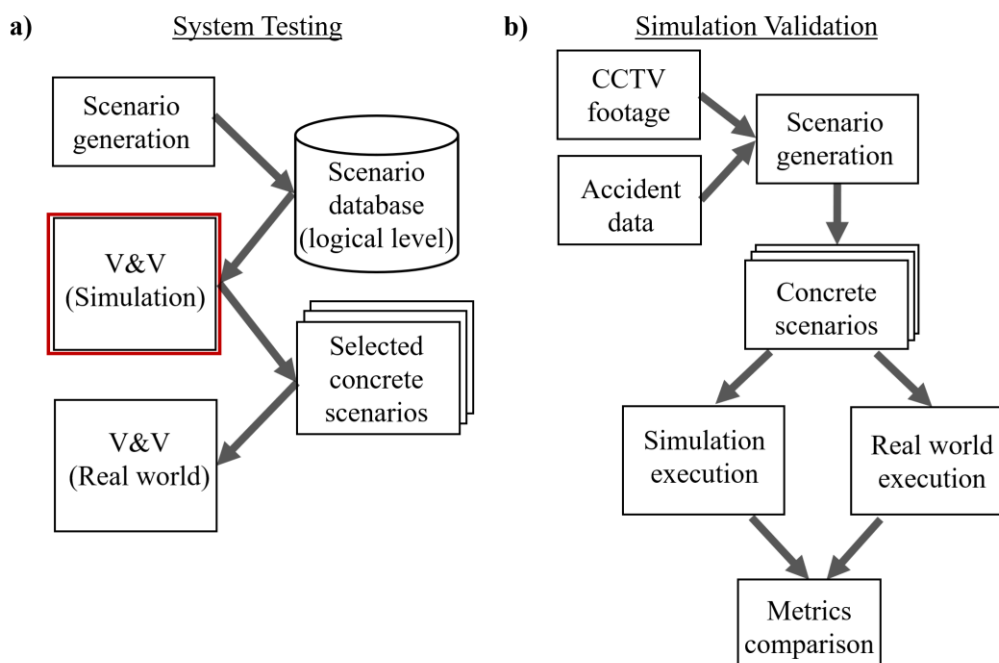 a)
System Testing
Scenario
generation
Scenario
database
(logical level)
V&V
(Simulation)
Selected
concrete
scenarios
V&V
(Real world)
b)
Simulation Validation
CCTV
footage
Accident
data
Scenario
generation
Concrete
scenarios
Simulation
execution
Real world
execution
Metrics
comparison